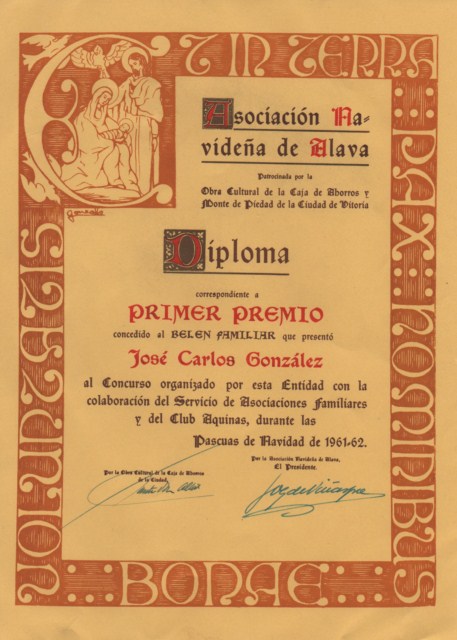 ET IN TERRA
PAX HOMINIBUS
BONAE
VOLUNTATIS
Asociación Na-
videña de Alava
Patrocinada por la
Obra Cultural de la Caja de Ahorros y
Monte de Piedad de la Ciudad de Vitoria
Diploma
correspondiente a
PRIMER PREMIO
concedido al BELEN FAMILIAR que presentó
José Carlos González
al Concurso organizado por esta Entidad con la
colaboración del Servicio de Asociaciones Familiares
y del Club Aquinas, durante las
Pascuas de Navidad de 1961-62.
Por la Obra Cultural de la Caja de Ahorros
de la Ciudad,
Por la Asociación Navideña de Alava,
El Presidente.